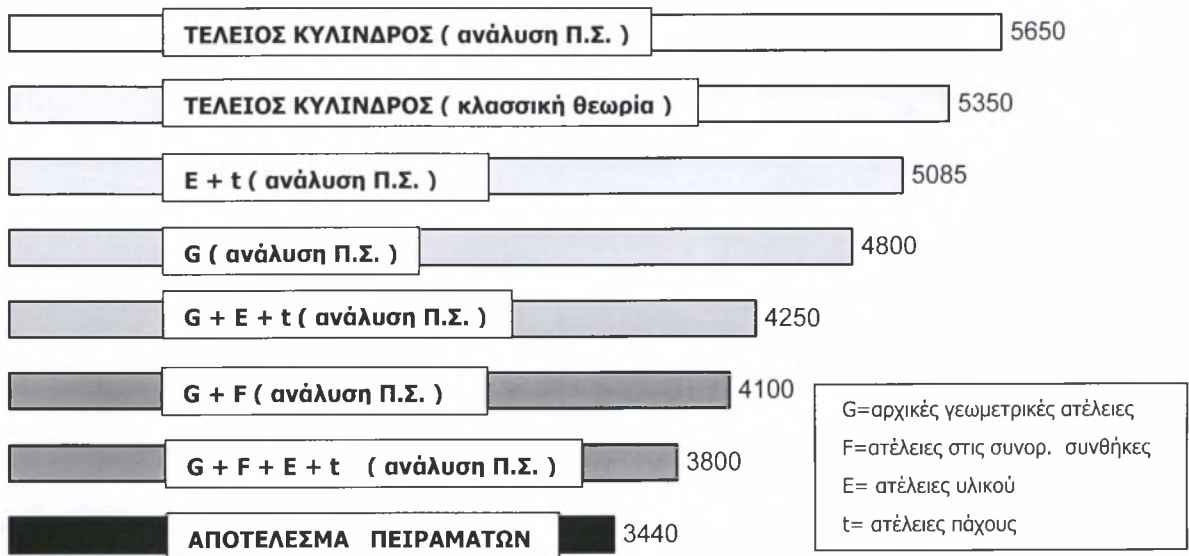 ΤΕΛΕΙΟΣ ΚΥΛΙΝΔΡΟΣ ( ανάλυση Π.Σ. ) 5650
ΤΕΛΕΙΟΣ ΚΥΛΙΝΔΡΟΣ ( κλασσική θεωρία ) 5350
E + t ( ανάλυση Π.Σ. ) 5085
G ( ανάλυση Π.Σ. ) 4800
G + E + t ( ανάλυση Π.Σ. ) 4250
G + F ( ανάλυση Π.Σ. ) 4100
G + F + E + t ( ανάλυση Π.Σ. ) 3800
ΑΠΟΤΕΛΕΣΜΑ ΠΕΙΡΑΜΑΤΩΝ 3440
G=αρχικές γεωμετρικές ατέλειες
F=ατέλειες στις συνορ. συνθήκες
E= ατέλειες υλικού
t= ατέλειες πάχους